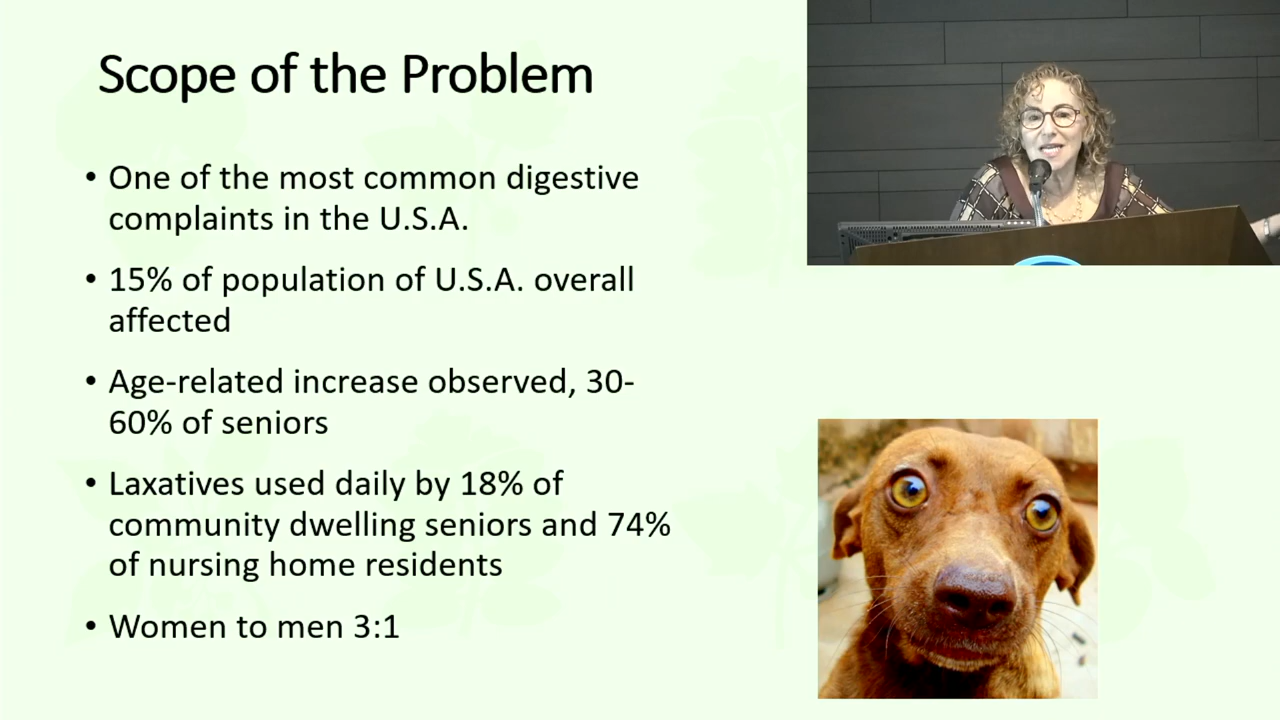 Scope of the Problem
• One of the most common digestive
complaints in the U.S.A.
• 15% of population of U.S.A. overall
affected
• Age-related increase observed, 30-
60% of seniors
• Laxatives used daily by 18% of
community dwelling seniors and 74%
of nursing home residents
• Women to men 3:1